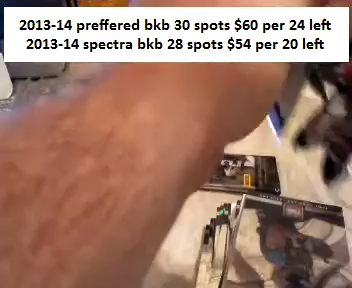 2013-14 preffered bkb 30 spots $60 per 24 left
2013-14 spectra bkb 28 spots $54 per 20 left